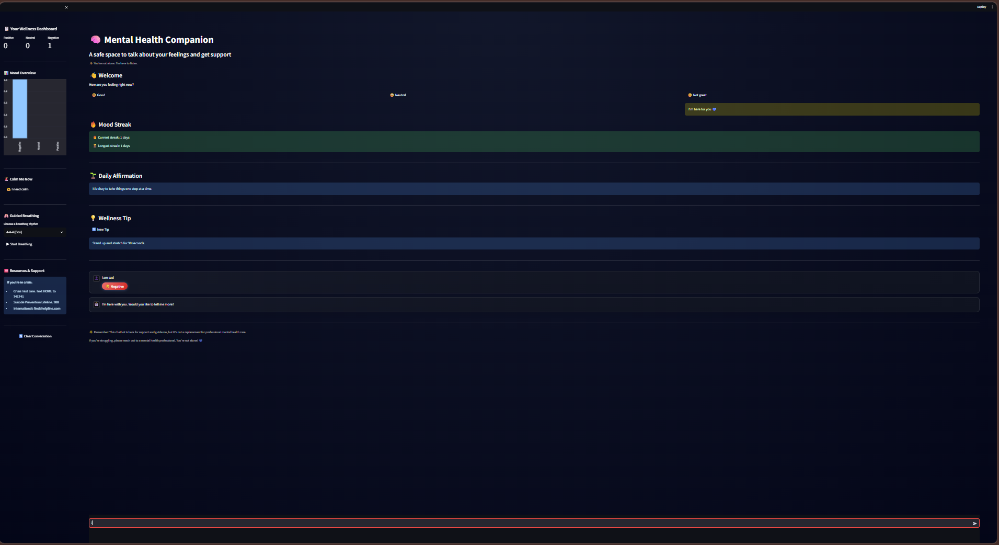 Deploy
Your Wellness Dashboard
Positive Neutral Negative
0 0 1
Mood Overview
1.0
0.8
0.6
0.4
0.2
0.0
Negative
Neutral
Positive
Calm Me Now
I need calm
Guided Breathing
Choose a breathing rhythm
4-4-4 (Box)
Start Breathing
Resources & Support
If you're in crisis:
Crisis Text Line: Text HOME to
741741
Suicide Prevention Lifeline: 988
International: findahelpline.com
Clear Conversation
Mental Health Companion
A safe space to talk about your feelings and get support
You're not alone. I'm here to listen.
Welcome
How are you feeling right now?
Good Neutral Not great
I'm here for you
Mood Streak
Current streak: 1 days
Longest streak: 1 days
Daily Affirmation
It's okay to take things one step at a time.
Wellness Tip
New Tip
Stand up and stretch for 30 seconds.
i am sad
Negative
I'm here with you. Would you like to tell me more?
Remember: This chatbot is here for support and guidance, but it's not a replacement for professional mental health care.
If you're struggling, please reach out to a mental health professional. You're not alone!